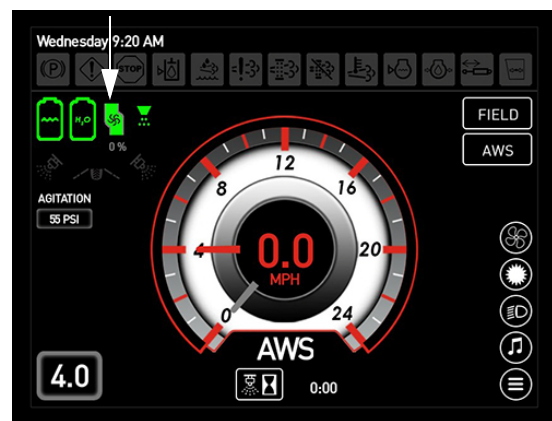 Wednesday 9:20 AM
(P)
STOP
H₂O
0 %
FIELD
AWS
AGITATION
55 PSI
0
4
8
12
16
20
24
0.0
MPH
AWS
4.0
0:00